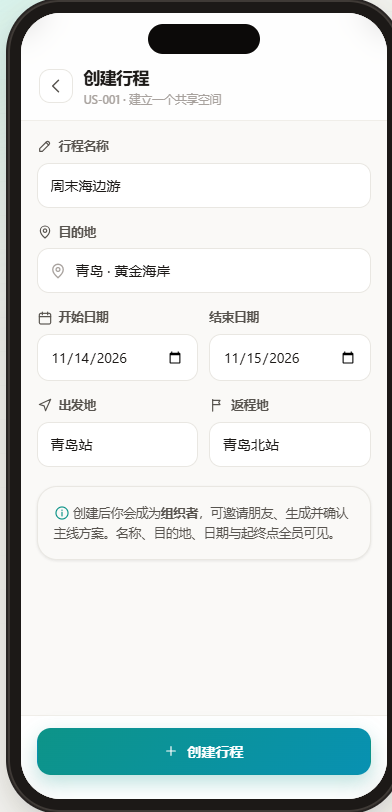 创建行程
US-001 · 建立一个共享空间
行程名称
周末海边游
目的地
青岛 · 黄金海岸
开始日期
结束日期
11/14/2026
11/15/2026
出发地
返程地
青岛站
青岛北站
创建后你会成为组织者，可邀请朋友、生成并确认
主线方案。名称、目的地、日期与起终点全员可见。
+ 创建行程